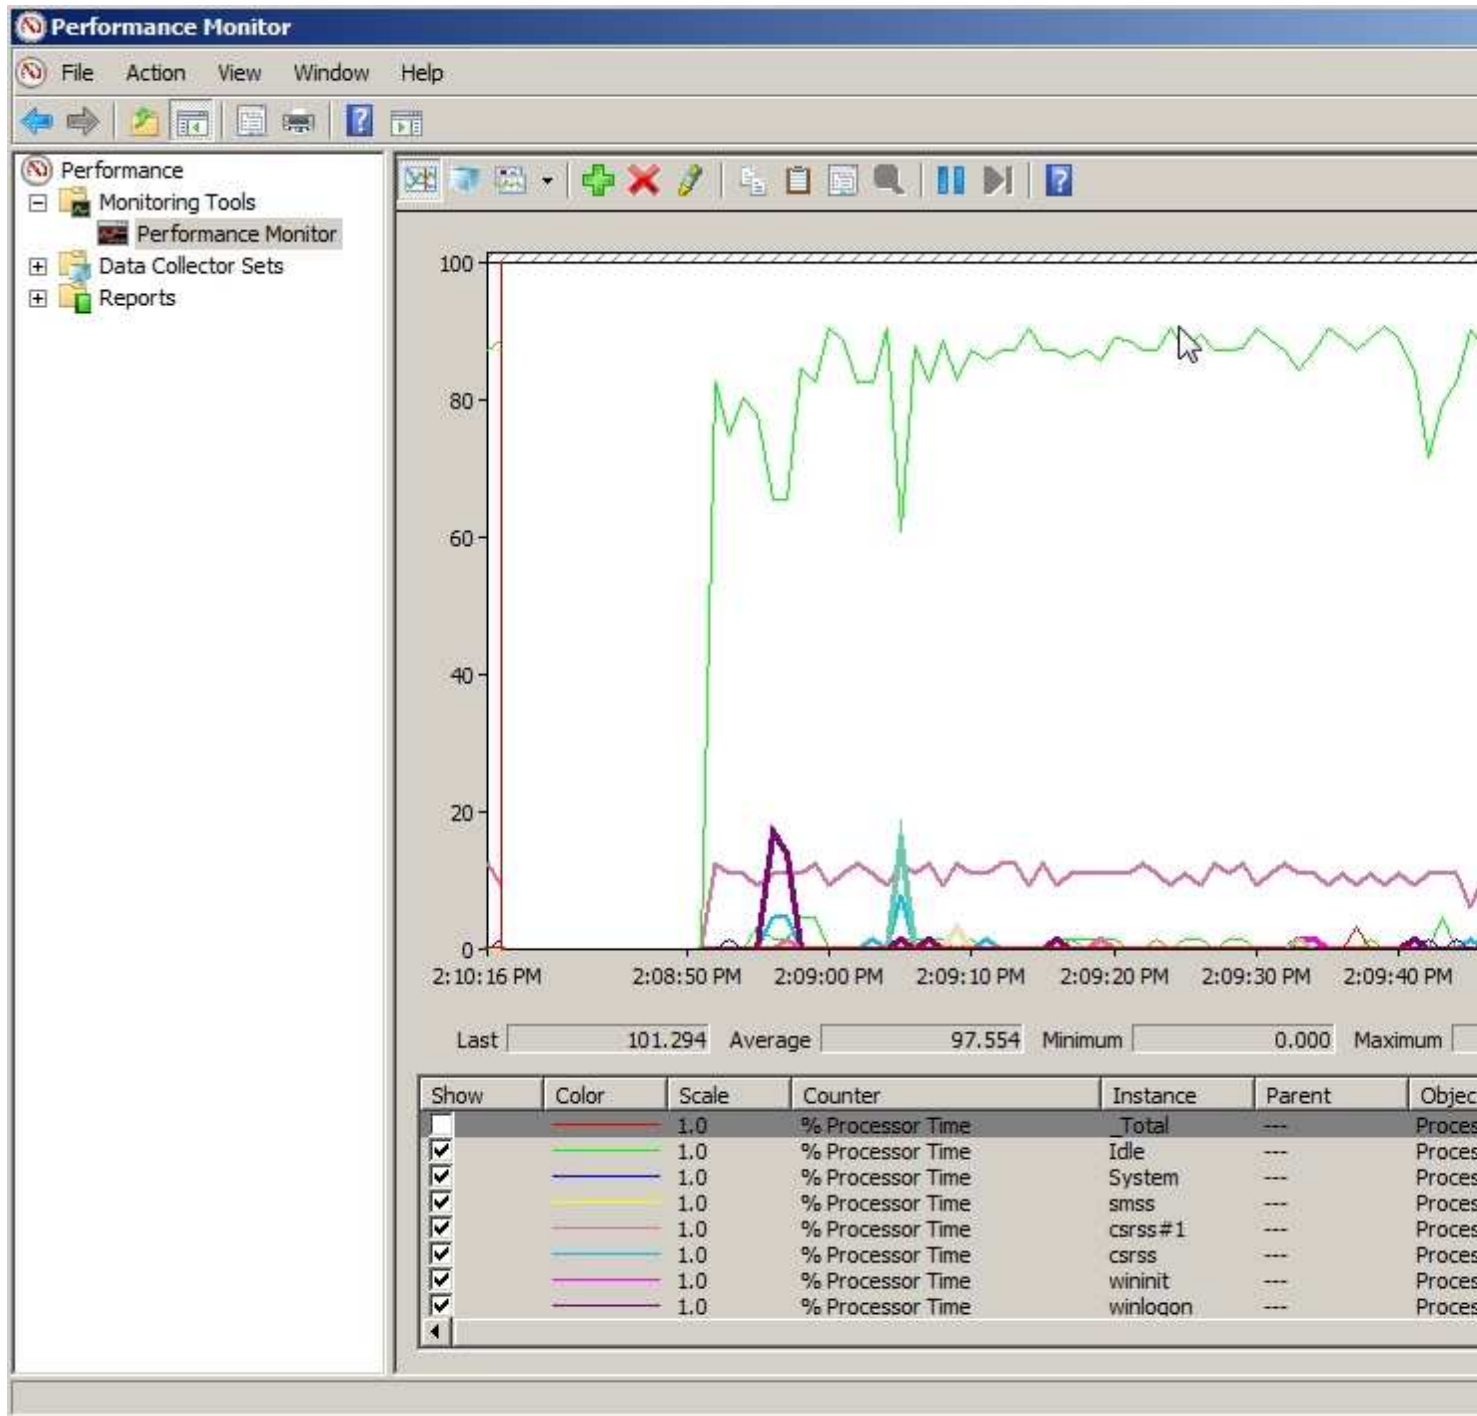 Performance Monitor
File Action View Window Help
Performance
Monitoring Tools
Performance Monitor
Data Collector Sets
Reports
100
80
60
40
20
0
2:10:16 PM 2:08:50 PM 2:09:00 PM 2:09:10 PM 2:09:20 PM 2:09:30 PM 2:09:40 PM
Last 101.294 Average 97.554 Minimum 0.000 Maximum
Show Color Scale Counter Instance Parent Objec
1.0 % Processor Time _Total --- Proces
1.0 % Processor Time Idle --- Proces
1.0 % Processor Time System --- Proces
1.0 % Processor Time smss --- Proces
1.0 % Processor Time csrss#1 --- Proces
1.0 % Processor Time csrss --- Proces
1.0 % Processor Time wininit --- Proces
1.0 % Processor Time winlogon --- Proces